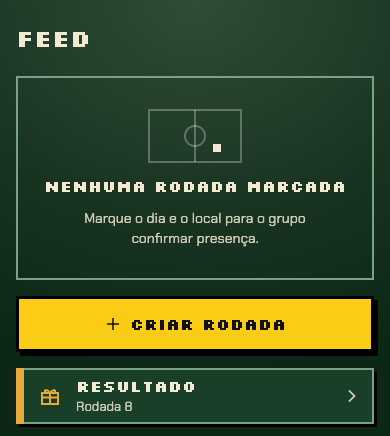 FEED
NENHUMA RODADA MARCADA
Marque o dia e o local para o grupo
confirmar presença.
+ CRIAR RODADA
RESULTADO
Rodada 8